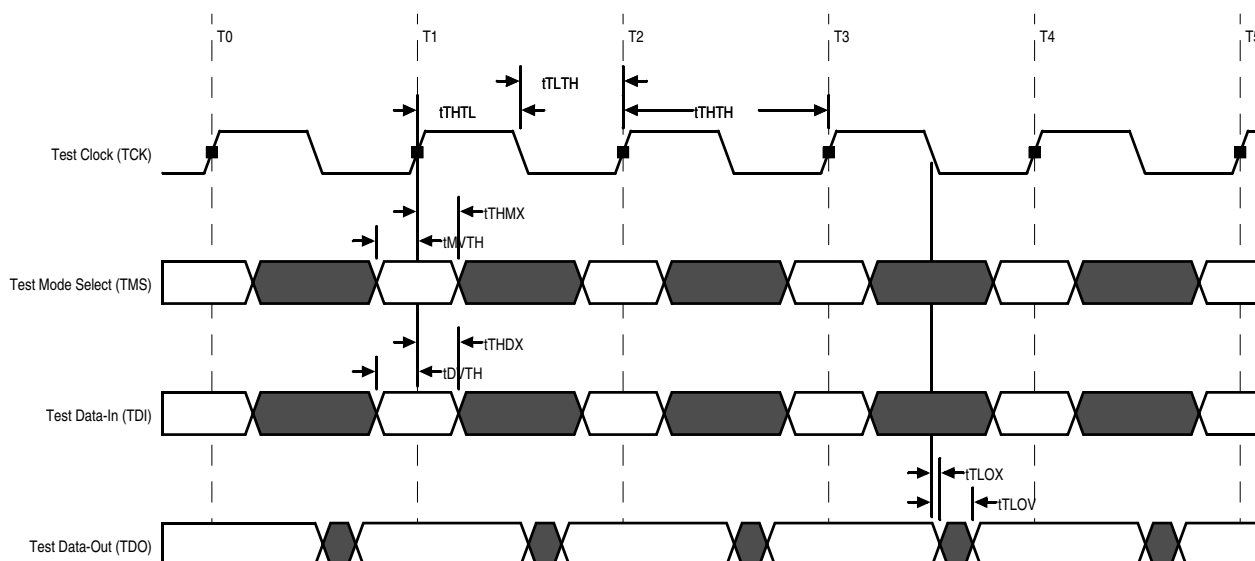 T0 T1 T2 T3 T4 T5
tTLTH
tTHTL tTHTH
Test Clock (TCK)
tTHMX
tMVTH
Test Mode Select (TMS)
tTHDX
tDVTH
Test Data-In (TDI)
tTLOX
tTLOV
Test Data-Out (TDO)